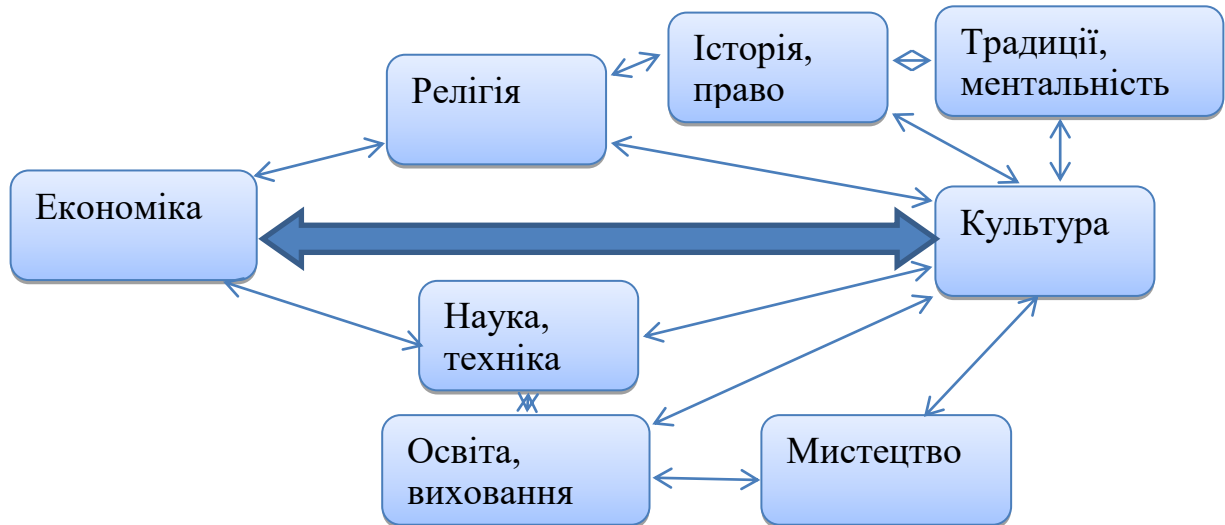 Історія,
право
Традиції,
ментальність
Релігія
Економіка
Культура
Наука,
техніка
Освіта,
виховання
Мистецтво